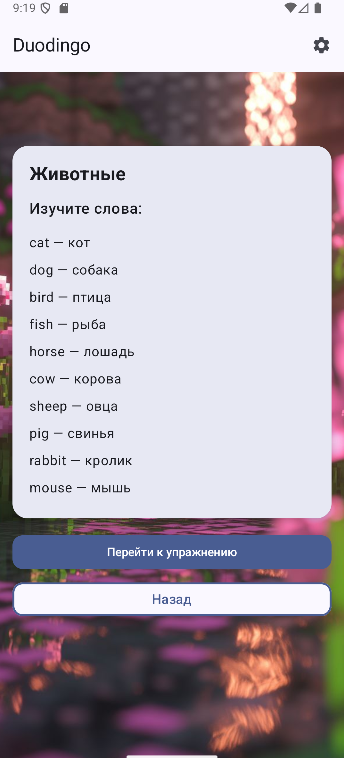 9:19
Duodingo
Животные
Изучите слова:
cat — кот
dog — собака
bird — птица
fish — рыба
horse — лошадь
cow — корова
sheep — овца
pig — свинья
rabbit — кролик
mouse — мышь
Перейти к упражнению
Назад